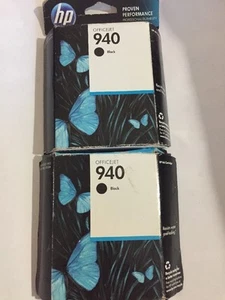 hp
PROVEN
PERFORMANCE
OFFICEJET
940
Black
OFFICEJET
940
Black